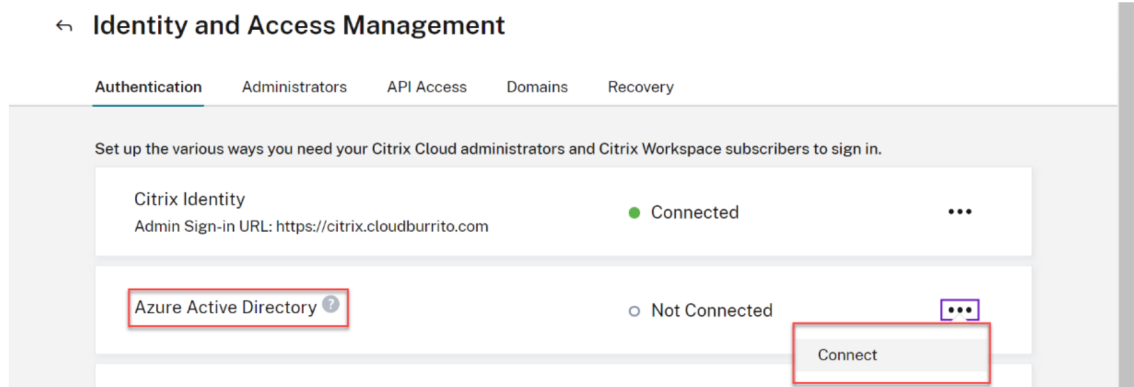 Identity and Access Management
Authentication Administrators API Access Domains Recovery
Set up the various ways you need your Citrix Cloud administrators and Citrix Workspace subscribers to sign in.
Citrix Identity
Admin Sign-in URL: https://citrix.cloudburrito.com
Connected
Azure Active Directory ?
Not Connected
Connect